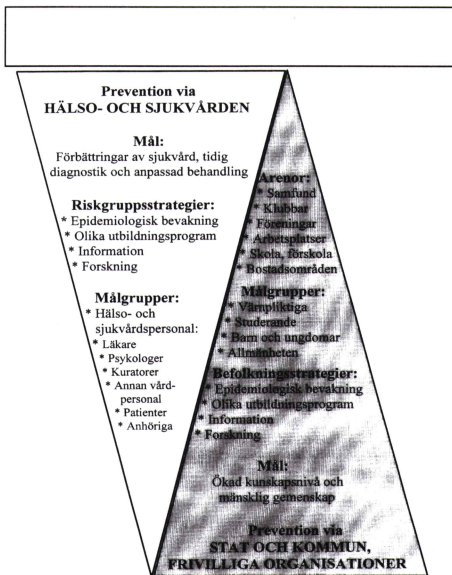 Prevention via
HÄLSO- OCH SJUKVÅRDEN
Mål:
Förbättringar av sjukvård, tidig
diagnostik och anpassad behandling
Riskgruppsstrategier:
* Epidemiologisk bevakning
* Olika utbildningsprogram
* Information
* Forskning
Målgrupper:
* Hälso- och
sjukvårdspersonal:
* Läkare
* Psykologer
* Kuratorer
* Annan vård-
personal
* Patienter
* Anhöriga
Arenor:
* Samfund
* Klubbar
* Föreningar
* Arbetsplatser
* Skola, förskola
* Bostadsområden
Målgrupper:
* Värnpliktiga
* Studerande
* Barn och ungdomar
* Allmänheten
Befolkningsstrategier:
* Epidemiologisk bevakning
* Olika utbildningsprogram
* Information
* Forskning
Mål:
Ökad kunskapsnivå och
mänsklig gemenskap
Prevention via
STAT OCH KOMMUN,
FRIVILLIGA ORGANISATIONER